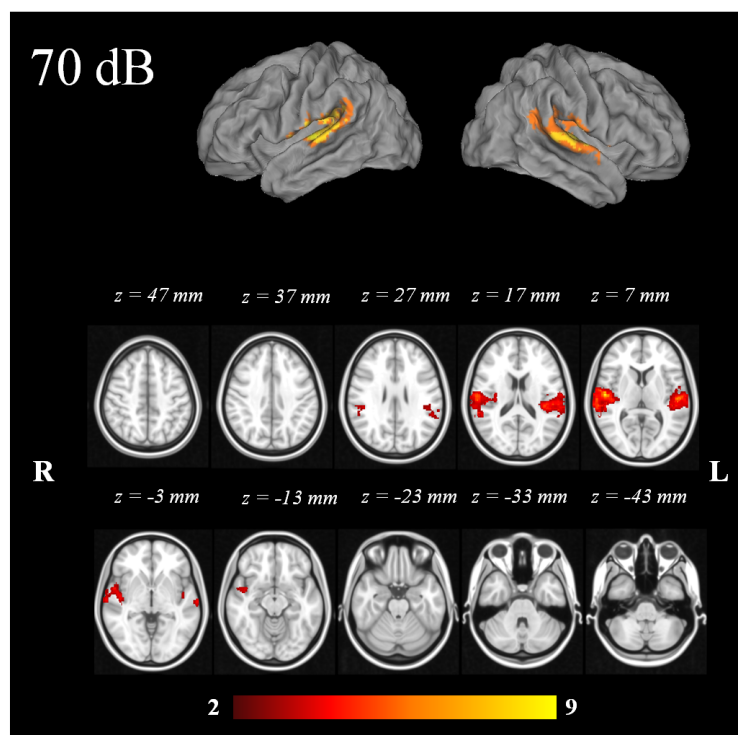 70 dB
z = 47 mm z = 37 mm z = 27 mm z = 17 mm z = 7 mm
R L
z = -3 mm z = -13 mm z = -23 mm z = -33 mm z = -43 mm
2 9